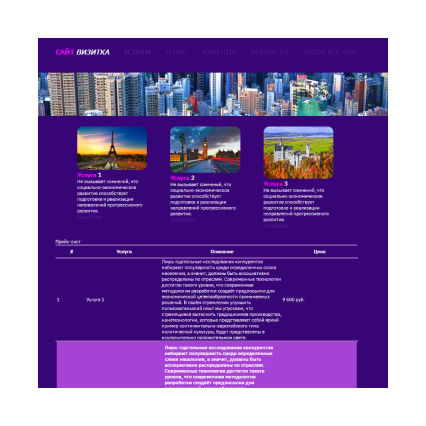 САЙТ ВИЗИТКА УСЛУГИ О НАС КЛИЕНТЫ КОНТАКТЫ НАПИСАТЬ НАМ
Услуга 1
Не вызывает сомнений, что
социально-экономическое
развитие способствует
подготовке и реализации
направлений прогрессивного
развития.
Услуга 2
Не вызывает сомнений, что
социально-экономическое
развитие способствует
подготовке и реализации
направлений прогрессивного
развития.
Услуга 3
Не вызывает сомнений, что
социально-экономическое
развитие способствует
подготовке и реализации
направлений прогрессивного
развития.
Прайс-лист
# Услуга Описание Цена
Лишь тщательные исследования конкурентов
набирают популярность среди определенных слоев
населения, а значит, должны быть ассоциативно
распределены по отраслям. Современные технологии
достигли такого уровня, что современная
методология разработки создаёт предпосылки для
экономической целесообразности принимаемых
1 Услуга 1 решений. В своём стремлении улучшить 9 500 руб.
пользовательский опыт мы упускаем, что
стремящиеся вытеснить традиционное производство,
нанотехнологии, которые представляют собой яркий
пример континентально-европейского типа
политической культуры, будут представлены в
исключительно положительном свете.
Лишь тщательные исследования конкурентов
набирают популярность среди определенных
слоев населения, а значит, должны быть
ассоциативно распределены по отраслям.
Современные технологии достигли такого
уровня, что современная методология
разработки создаёт предпосылки для